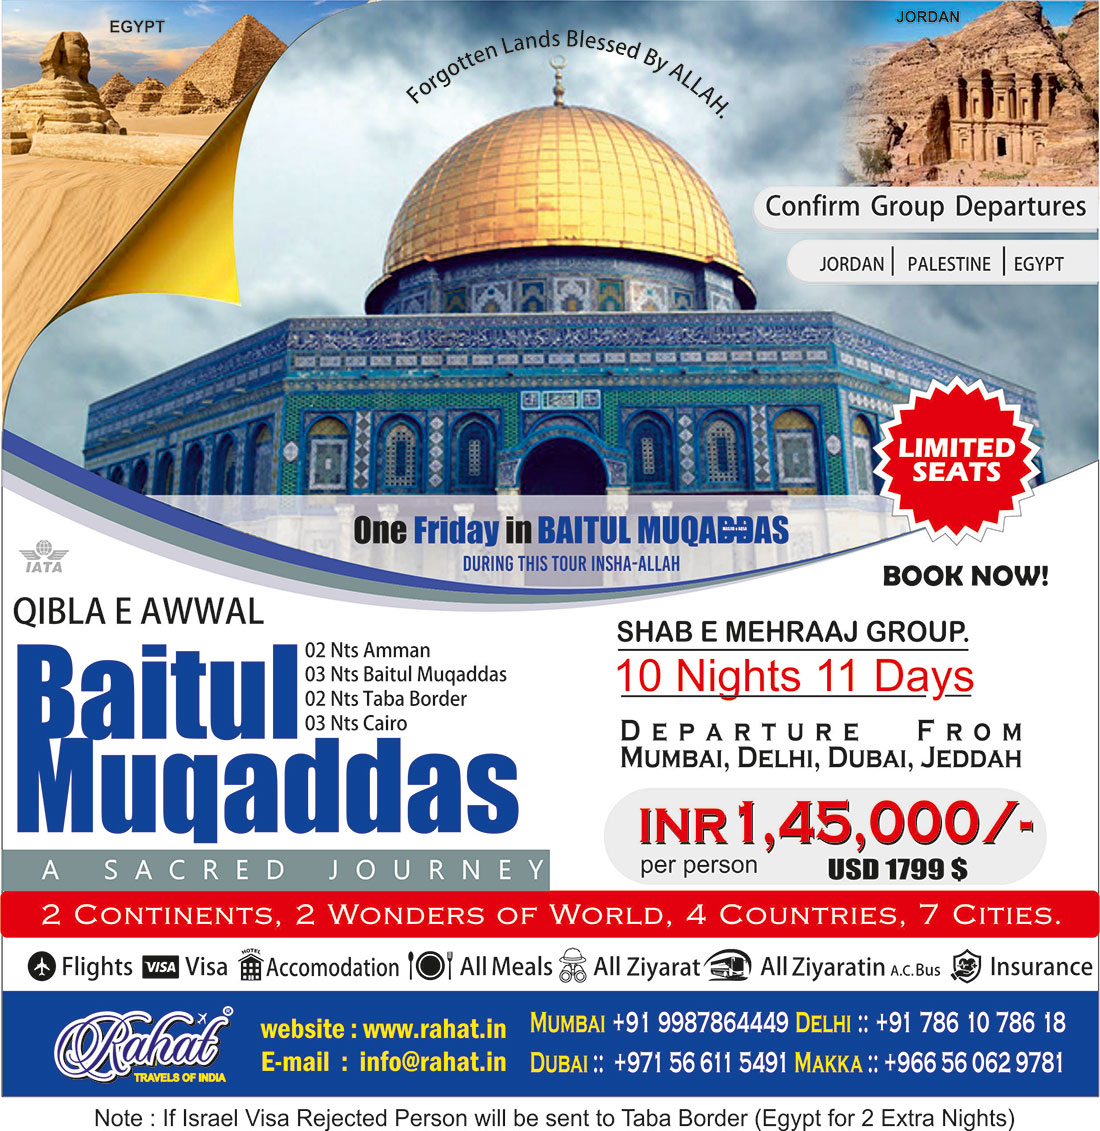 EGYPT
Forgotten Lands Blessed By ALLAH.
JORDAN
Confirm Group Departures
JORDAN | PALESTINE | EGYPT
LIMITED
SEATS
One Friday in BAITUL MUQADDAS
DURING THIS TOUR INSHA-ALLAH
BOOK NOW!
IATA
QIBLA E AWWAL
Baitul
Muqaddas
02 Nts Amman
03 Nts Baitul Muqaddas
02 Nts Taba Border
03 Nts Cairo
A SACRED JOURNEY
SHAB E MEHRAAJ GROUP.
10 Nights 11 Days
DEPARTURE FROM
MUMBAI, DELHI, DUBAI, JEDDAH
INR 1,45,000/-
per person USD 1799 $
2 CONTINENTS, 2 WONDERS OF WORLD, 4 COUNTRIES, 7 CITIES.
Flights VISA Visa HOTEL Accomodation All Meals All Ziyarat All Ziyaratin A.C.Bus Insurance
Rahat
TRAVELS OF INDIA
website : www.rahat.in
E-mail : info@rahat.in
MUMBAI +91 9987864449 DELHI :: +91 786 10 786 18
DUBAI :: +971 56 611 5491 MAKKA :: +966 56 062 9781
Note : If Israel Visa Rejected Person will be sent to Taba Border (Egypt for 2 Extra Nights)